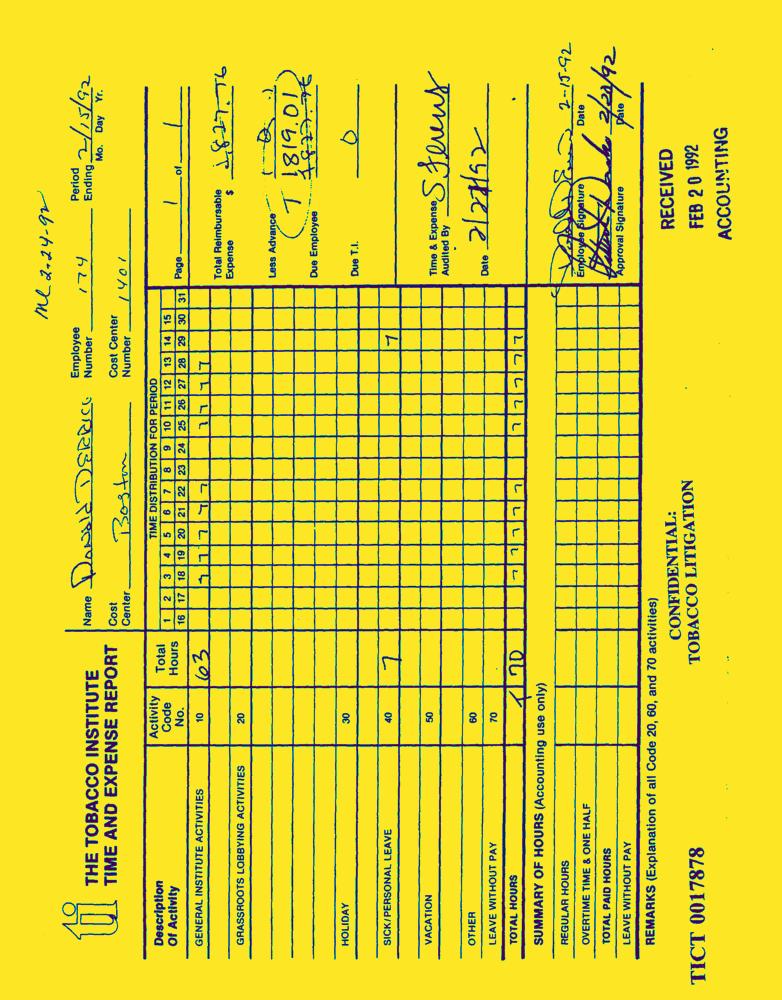 ml 2-24-92
THE TOBACCO INSTITUTE
TIME AND EXPENSE REPORT
Name Donald DERRICK
Employee Number 174
Period Ending 2/15/92
Mo. Day Yr.
Cost Center Boston
Cost Center Number 1401
Description Of Activity
Activity Code No.
Total Hours
TIME DISTRIBUTION FOR PERIOD
1 2 3 4 5 6 7 8 9 10 11 12 13 14 15
16 17 18 19 20 21 22 23 24 25 26 27 28 29 30 31
Page 1 of 1
GENERAL INSTITUTE ACTIVITIES 10 63 7 7 7 7 7 7 7 7 7
GRASSROOTS LOBBYING ACTIVITIES 20
HOLIDAY 30
SICK/PERSONAL LEAVE 40 7 7
VACATION 50
OTHER 60
LEAVE WITHOUT PAY 70
TOTAL HOURS 70 7 7 7 7 7 7 7 7 7 7
Total Reimbursable Expense $ 1,827.76
Less Advance
Due Employee 1819.01
Due T.I. 0
Time & Expense Audited By S Stevens
Date 2/27/92
SUMMARY OF HOURS (Accounting use only)
REGULAR HOURS
OVERTIME TIME & ONE HALF
TOTAL PAID HOURS
LEAVE WITHOUT PAY
2-15-92
Employee Signature Date
2/20/92
Approval Signature Date
REMARKS (Explanation of all Code 20, 60, and 70 activities)
CONFIDENTIAL:
TOBACCO LITIGATION
RECEIVED
FEB 20 1992
ACCOUNTING
TICT 0017878